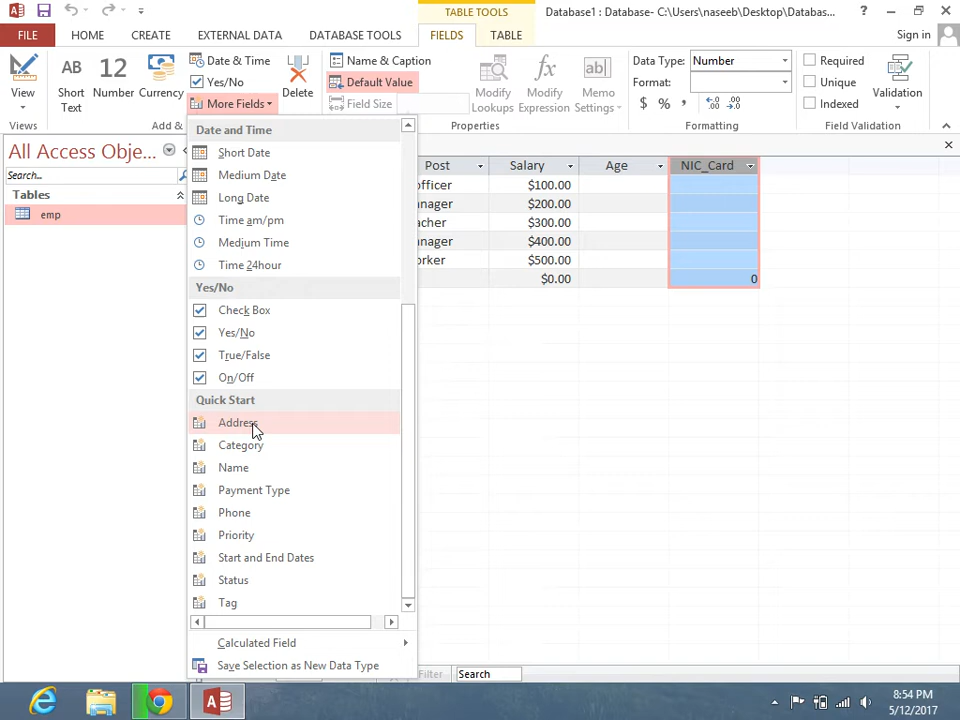 TABLE TOOLS
Database1 : Database- C:\Users\naseeb\Desktop\Databas...
FILE
HOME
CREATE
EXTERNAL DATA
DATABASE TOOLS
FIELDS
TABLE
Sign in
View
Views
AB
Short
Text
12
Number
Currency
Date & Time
Yes/No
More Fields
Delete
Add &
Name & Caption
Default Value
Field Size
Modify
Lookups
fx
Modify
Expression
ab
Memo
Settings
Properties
Data Type: Number
Format:
$ % ,
Formatting
Required
Unique
Indexed
Validation
Field Validation
All Access Obje...
Search...
Tables
emp
Date and Time
Short Date
Medium Date
Long Date
Time am/pm
Medium Time
Time 24hour
Yes/No
Check Box
Yes/No
True/False
On/Off
Quick Start
Address
Category
Name
Payment Type
Phone
Priority
Start and End Dates
Status
Tag
Calculated Field
Save Selection as New Data Type
Post Salary Age NIC_Card
officer $100.00
anager $200.00
acher $300.00
anager $400.00
orker $500.00
$0.00 0
Filter
Search
8:54 PM
5/12/2017